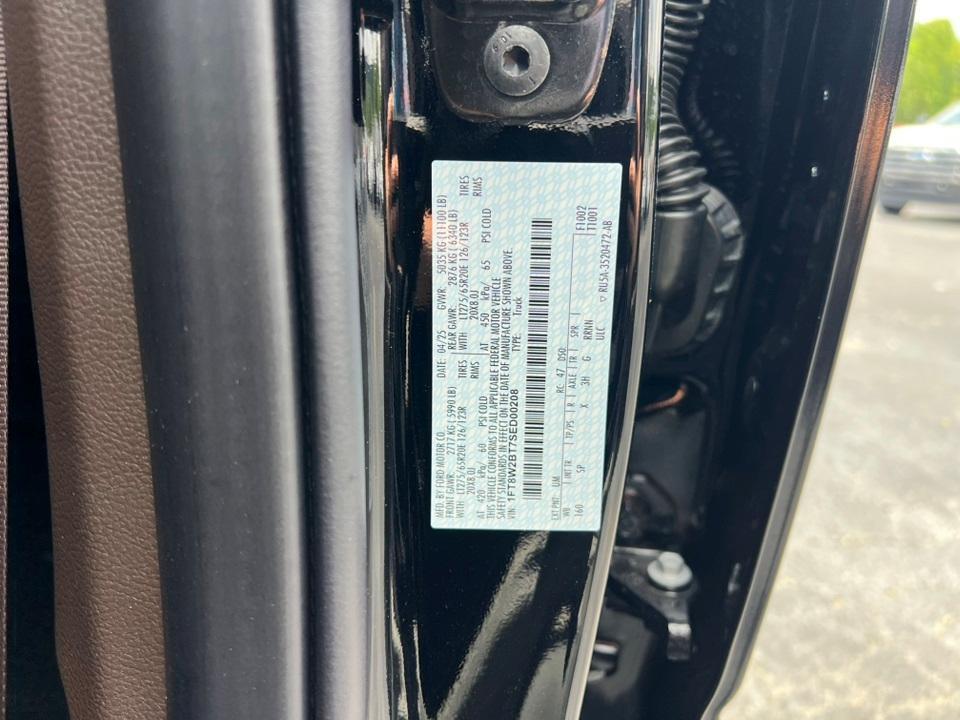 MFD. BY FORD MOTOR CO. DATE: 04/25 GVWR: 5035 KG (11100 LB)
FRONT GAWR: 2717 KG (5990 LB) REAR GAWR: 2876 KG (6340 LB)
WITH LT275/65R20E 126/123R TIRES WITH LT275/65R20E 126/123R TIRES
20X8.0J RIMS 20X8.0J RIMS
AT 420 kPa/ 60 PSI COLD AT 450 kPa/ 65 PSI COLD
THIS VEHICLE CONFORMS TO ALL APPLICABLE FEDERAL MOTOR VEHICLE
SAFETY STANDARDS IN EFFECT ON THE DATE OF MANUFACTURE SHOWN ABOVE.
VIN: 1FT8W2BT7SED00208 TYPE: Truck
EXT PNT: UM RC: 47 DSO: F1002
WB INT TR TP/PS R AXLE TR SPR T1001
160 SP X 3H G RRNN
ULC
▽ RU5A-3520472-AB